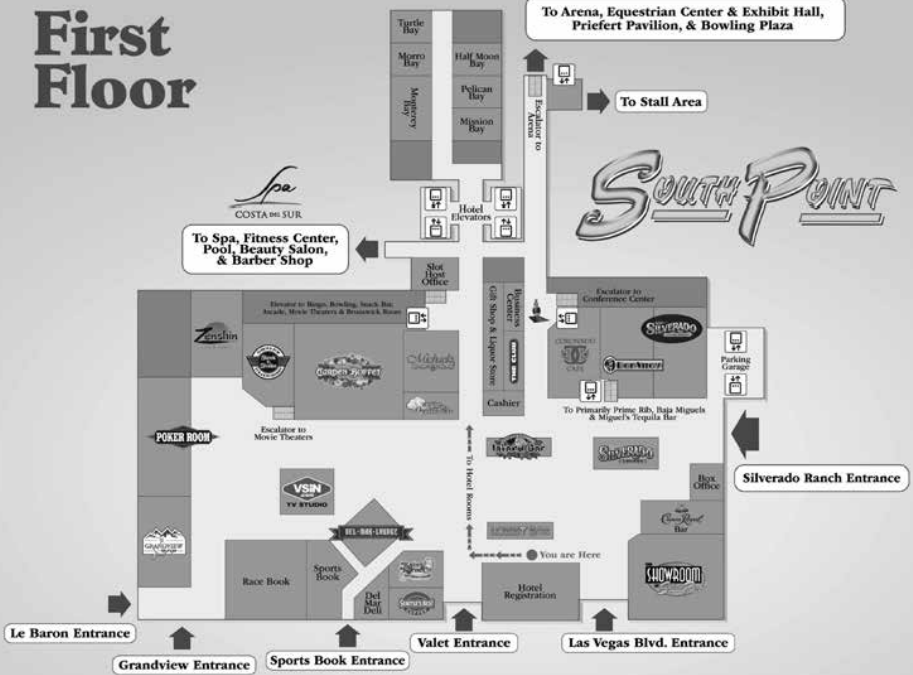 First
Floor
To Arena, Equestrian Center & Exhibit Hall,
Priefert Pavilion, & Bowling Plaza
Turtle
Bay
Morro
Bay
Half Moon
Bay
Monterey
Bay
Pelican
Bay
Mission
Bay
Escalator to
Arena
To Stall Area
SOUTH POINT
Spa
COSTA DEL SUR
Hotel
Elevators
To Spa, Fitness Center,
Pool, Beauty Salon,
& Barber Shop
Slot
Host
Office
Business
Center
Gift Shop & Liquor Store
Escalator to
Conference Center
Elevator to Bingo, Bowling, Snack Bar,
Arcade, Movie Theaters & Brunswick Room
Zenshin
GARDEN BUFFET
Michael's
CORONADO
CAFE
SILVERADO
Parking
Garage
Cashier
To Primarily Prime Rib, Baja Miguels
& Miguel's Tequila Bar
Escalator to
Movie Theaters
POKER ROOM
To Hotel Rooms
SILVERADO
Silverado Ranch Entrance
VSiN
TV STUDIO
Box
Office
Crown Royal
Bar
DEL-MAR-LOUNGE
LOBBY BAR
You are Here
GRANDVIEW
Race Book
Sports
Book
Del
Mar
Deli
Hotel
Registration
SHOWROOM
Le Baron Entrance
Grandview Entrance
Sports Book Entrance
Valet Entrance
Las Vegas Blvd. Entrance